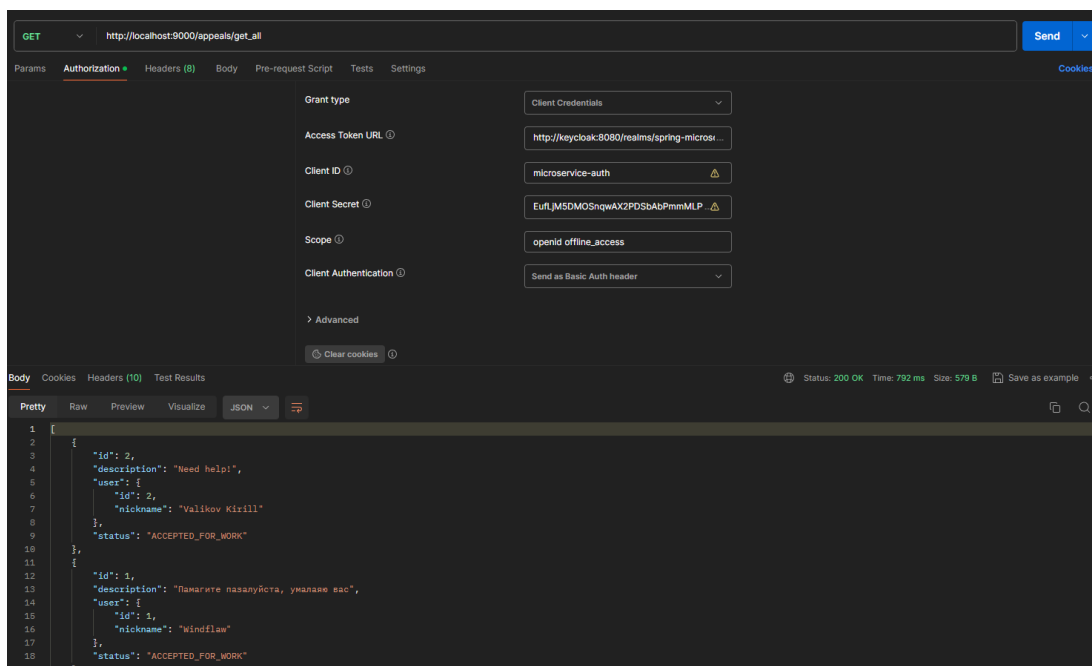 GET http://localhost:9000/appeals/get_all Send
Params Authorization Headers (8) Body Pre-request Script Tests Settings Cookies
Grant type Client Credentials
Access Token URL http://keycloak:8080/realms/spring-microse...
Client ID microservice-auth
Client Secret EufLjM5DMOSnqwAX2PDSbAbPmmMLP...
Scope openid offline_access
Client Authentication Send as Basic Auth header
> Advanced
Clear cookies
Body Cookies Headers (10) Test Results Status: 200 OK Time: 792 ms Size: 579 B Save as example
Pretty Raw Preview Visualize JSON
1 [
2 {
3 "id": 2,
4 "description": "Need help!",
5 "user": {
6 "id": 2,
7 "nickname": "Valikov Kirill"
8 },
9 "status": "ACCEPTED_FOR_WORK"
10 },
11 {
12 "id": 1,
13 "description": "Памагите пазалуйста, умаляю вас",
14 "user": {
15 "id": 1,
16 "nickname": "Windflaw"
17 },
18 "status": "ACCEPTED_FOR_WORK"